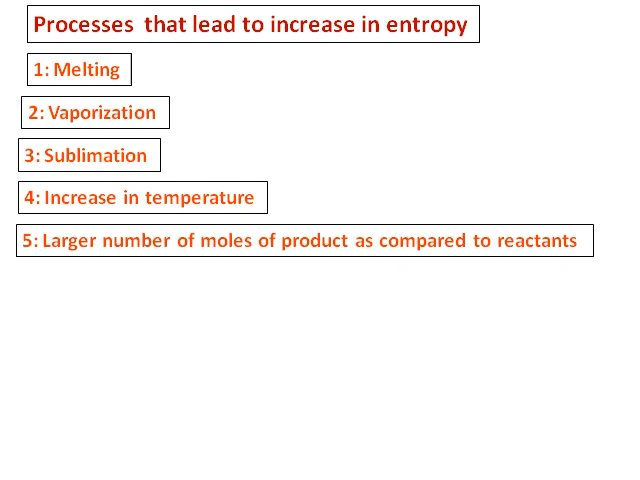 Processes that lead to increase in entropy
1: Melting
2: Vaporization
3: Sublimation
4: Increase in temperature
5: Larger number of moles of product as compared to reactants